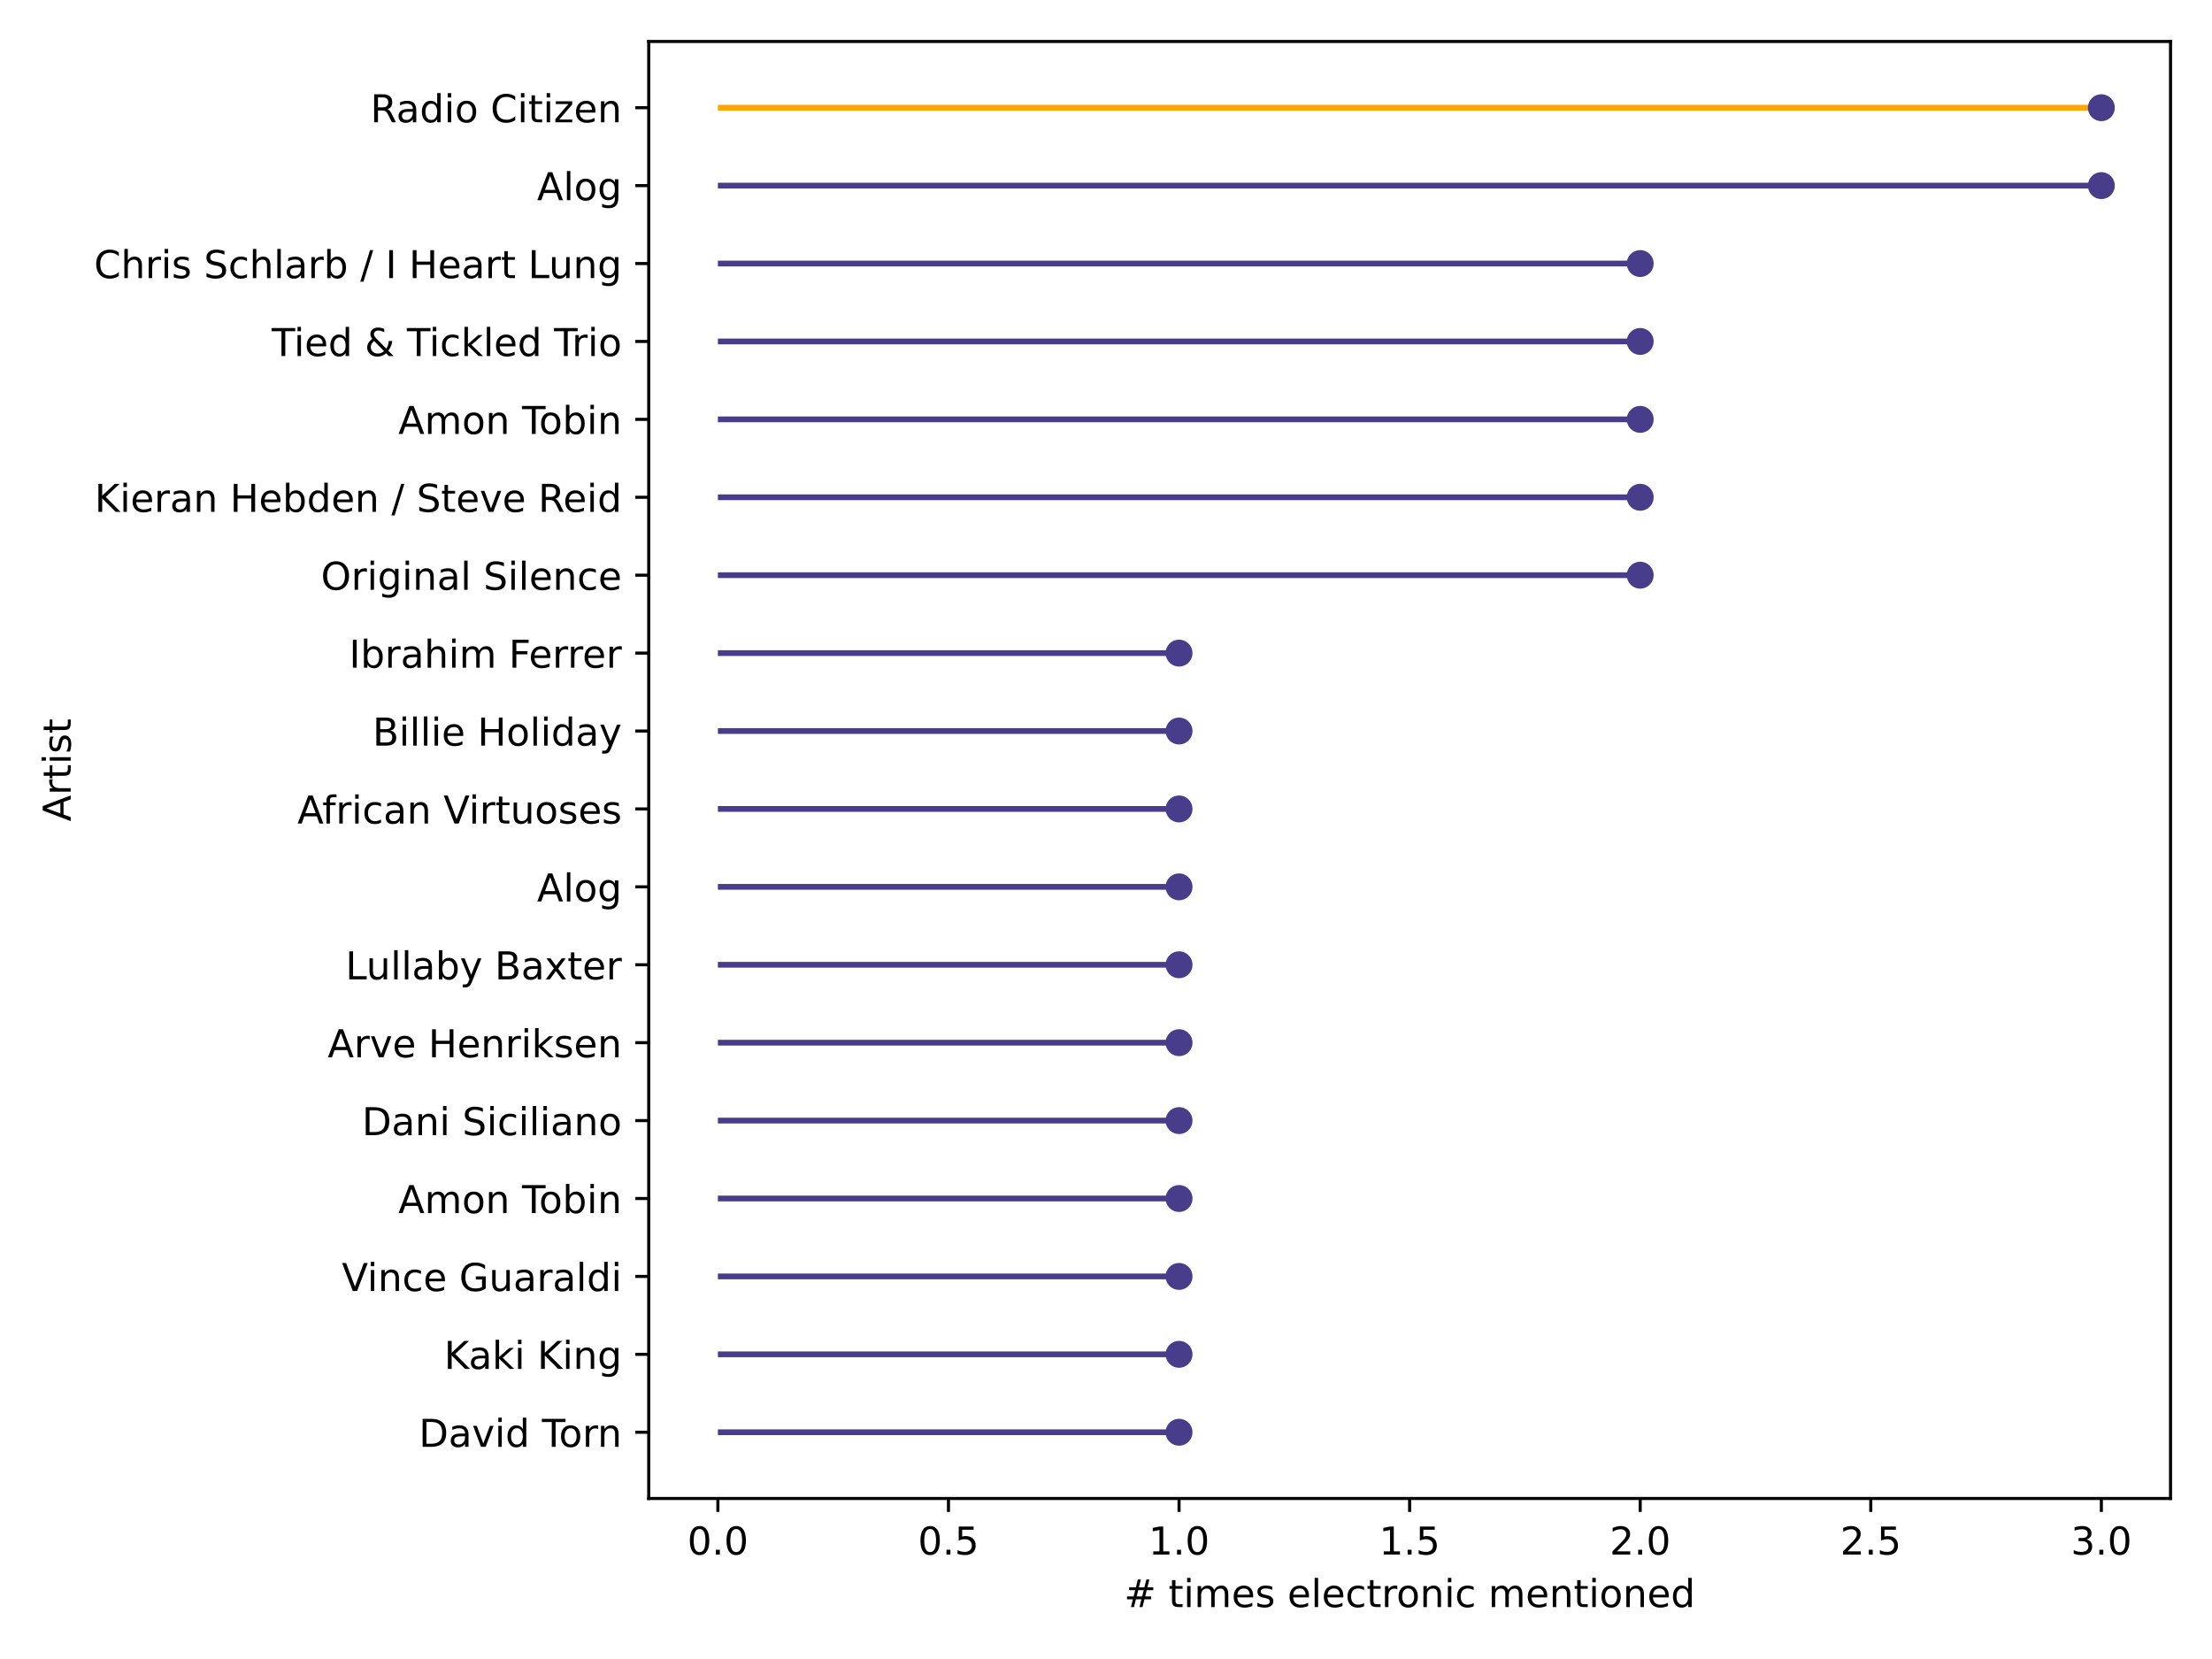 Radio Citizen
Alog
Chris Schlarb / I Heart Lung
Tied & Tickled Trio
Amon Tobin
Kieran Hebden / Steve Reid
Original Silence
Ibrahim Ferrer
Billie Holiday
African Virtuoses
Alog
Lullaby Baxter
Arve Henriksen
Dani Siciliano
Amon Tobin
Vince Guaraldi
Kaki King
David Torn
Artist
0.0 0.5 1.0 1.5 2.0 2.5 3.0
# times electronic mentioned